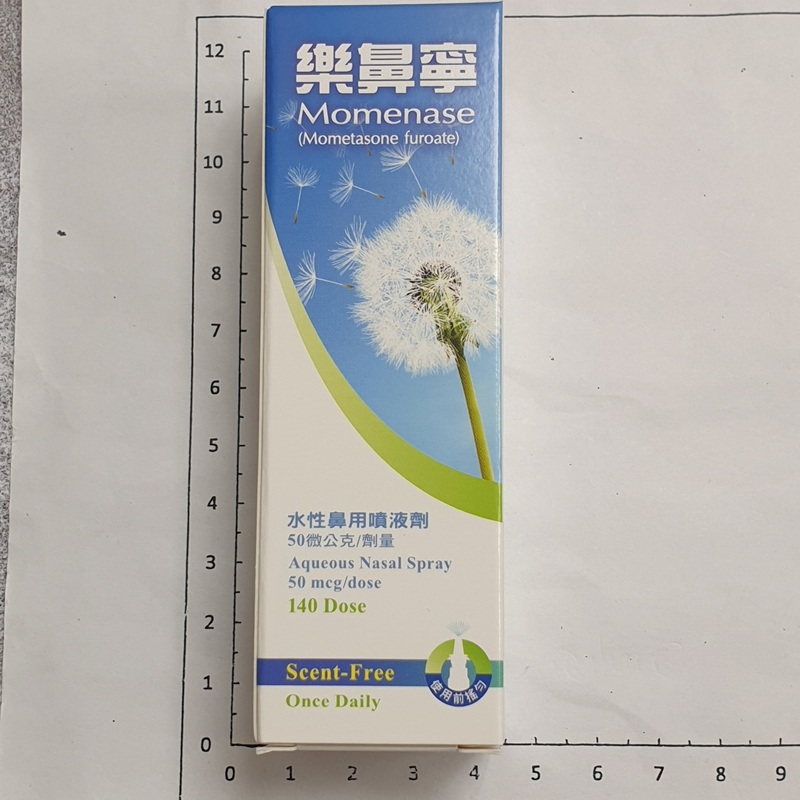 樂鼻寧
Momenase
(Mometasone furoate)
水性鼻用噴液劑
50微公克/劑量
Aqueous Nasal Spray
50 mcg/dose
140 Dose
Scent-Free
使用前搖勻
Once Daily
12
11
10
9
8
7
6
5
4
3
2
1
0
0 1 2 3 4 5 6 7 8 9